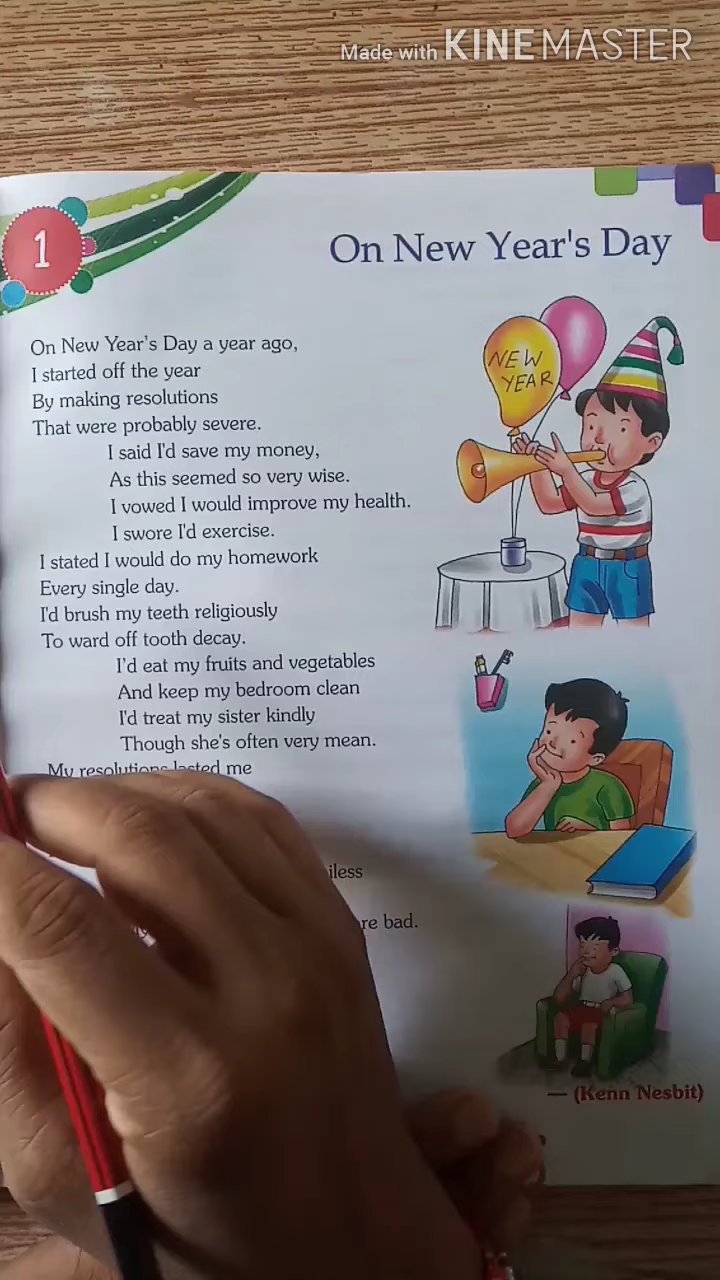 Made with KINEMASTER
1
On New Year's Day
On New Year's Day a year ago,
I started off the year
By making resolutions
That were probably severe.
I said I'd save my money,
As this seemed so very wise.
I vowed I would improve my health.
I swore I'd exercise.
I stated I would do my homework
Every single day.
I'd brush my teeth religiously
To ward off tooth decay.
I'd eat my fruits and vegetables
And keep my bedroom clean
I'd treat my sister kindly
Though she's often very mean.
My resolutions lasted me
bad.
NEW
YEAR
— (Kenn Nesbit)